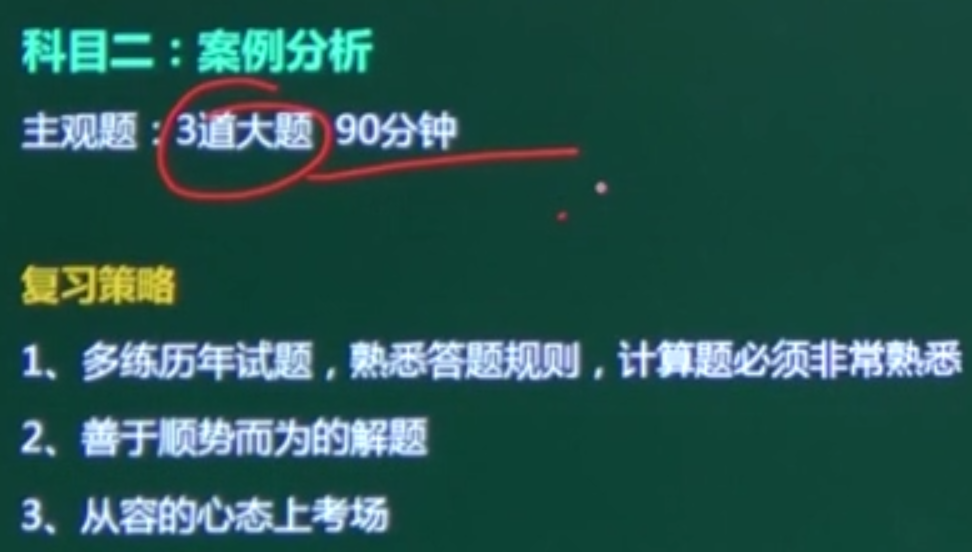 科目二：案例分析
主观题：3道大题 90分钟
复习策略
1、多练历年试题，熟悉答题规则，计算题必须非常熟悉
2、善于顺势而为的解题
3、从容的心态上考场